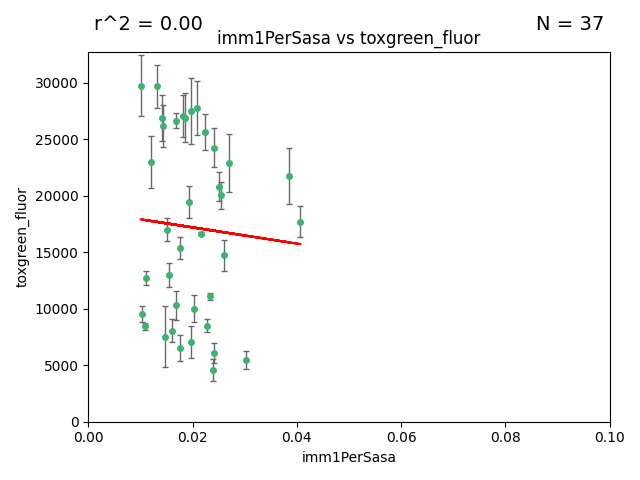 r^2 = 0.00
N = 37
imm1PerSasa vs toxgreen_fluor
30000
25000
20000
15000
10000
5000
0
toxgreen_fluor
0.00 0.02 0.04 0.06 0.08 0.10
imm1PerSasa